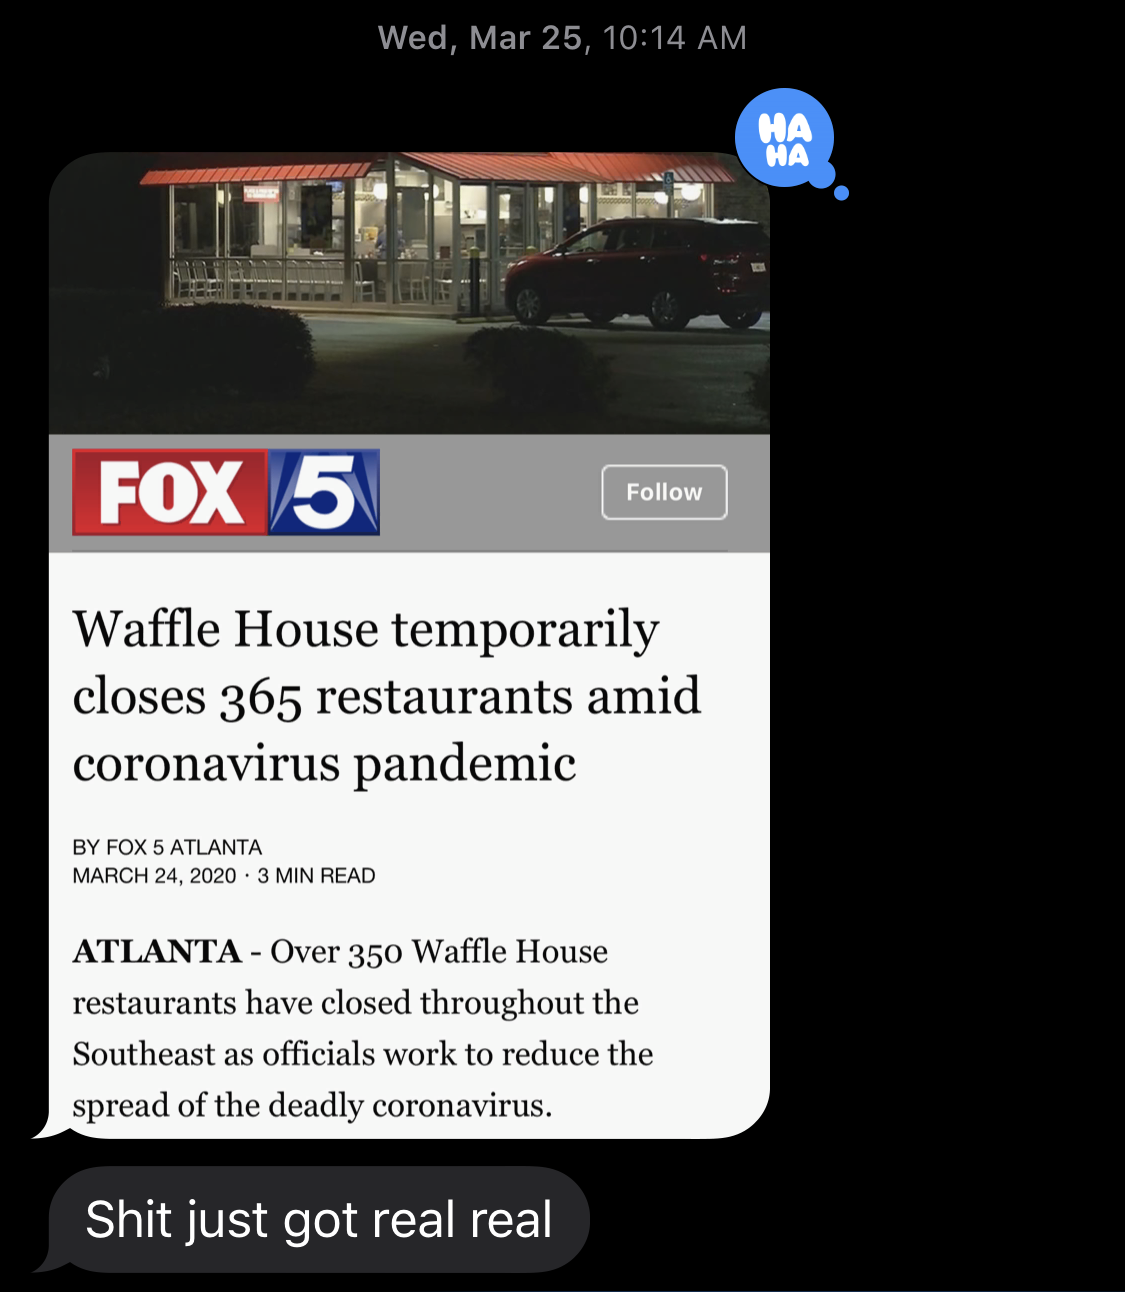 Wed, Mar 25, 10:14 AM
HA
HA
FOX 5
Follow
Waffle House temporarily
closes 365 restaurants amid
coronavirus pandemic
BY FOX 5 ATLANTA
MARCH 24, 2020 · 3 MIN READ
ATLANTA - Over 350 Waffle House
restaurants have closed throughout the
Southeast as officials work to reduce the
spread of the deadly coronavirus.
Shit just got real real